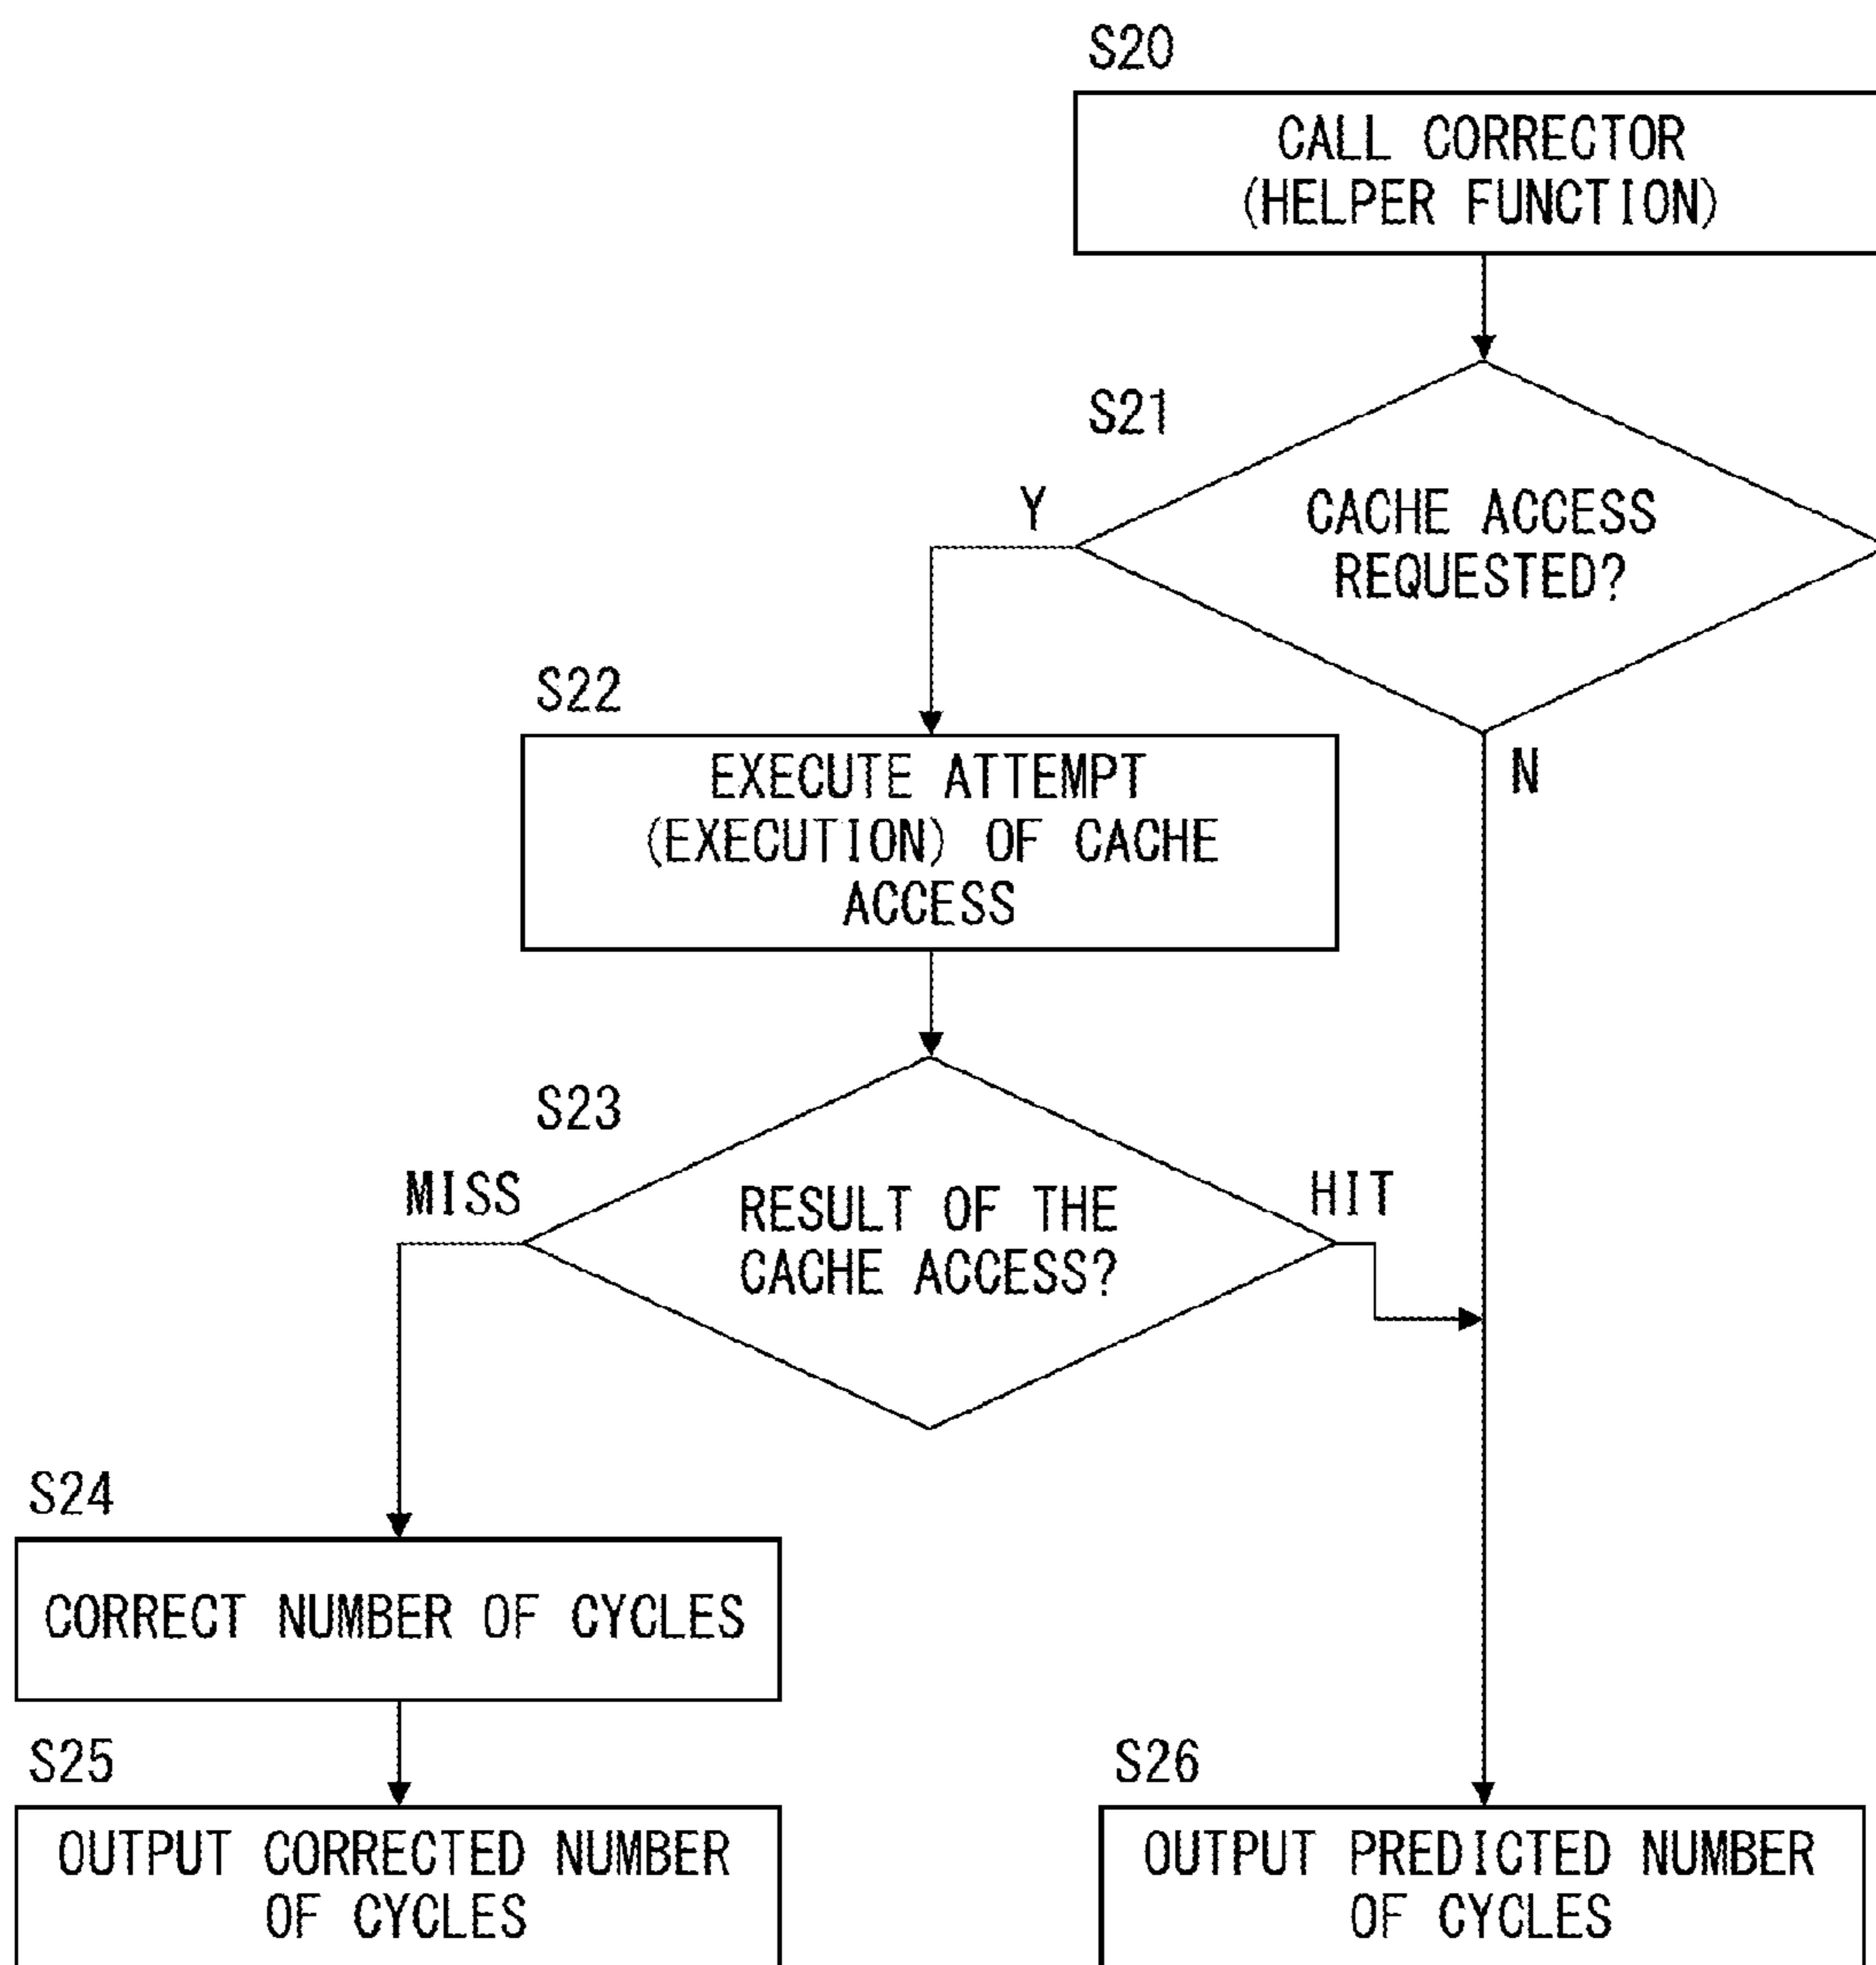 S20
CALL CORRECTOR
(HELPER FUNCTION)
S21
CACHE ACCESS
REQUESTED?
Y
N
S22
EXECUTE ATTEMPT
(EXECUTION) OF CACHE
ACCESS
S23
RESULT OF THE
CACHE ACCESS?
MISS
HIT
S24
CORRECT NUMBER OF CYCLES
S25
OUTPUT CORRECTED NUMBER
OF CYCLES
S26
OUTPUT PREDICTED NUMBER
OF CYCLES